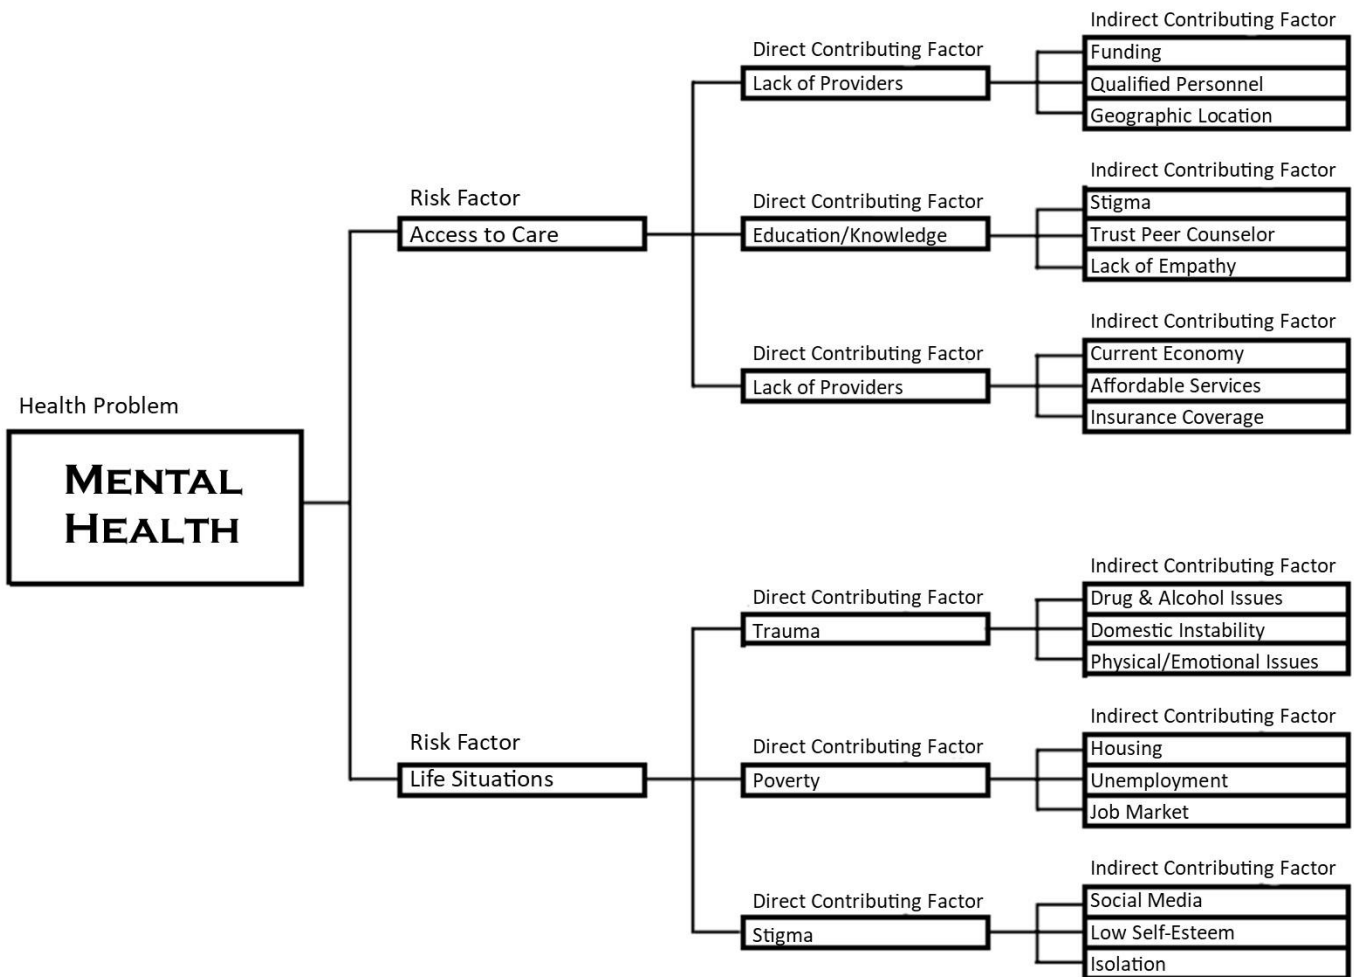 Health Problem
MENTAL
HEALTH
Risk Factor
Access to Care
Direct Contributing Factor
Lack of Providers
Indirect Contributing Factor
Funding
Qualified Personnel
Geographic Location
Direct Contributing Factor
Education/Knowledge
Indirect Contributing Factor
Stigma
Trust Peer Counselor
Lack of Empathy
Direct Contributing Factor
Lack of Providers
Indirect Contributing Factor
Current Economy
Affordable Services
Insurance Coverage
Risk Factor
Life Situations
Direct Contributing Factor
Trauma
Indirect Contributing Factor
Drug & Alcohol Issues
Domestic Instability
Physical/Emotional Issues
Direct Contributing Factor
Poverty
Indirect Contributing Factor
Housing
Unemployment
Job Market
Direct Contributing Factor
Stigma
Indirect Contributing Factor
Social Media
Low Self-Esteem
Isolation